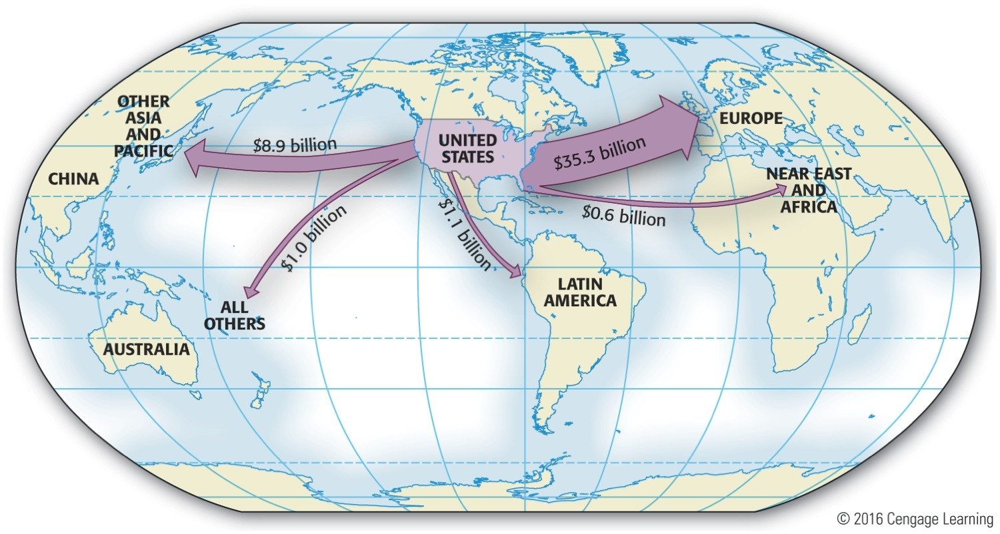 OTHER
ASIA
AND
PACIFIC
CHINA
$8.9 billion
UNITED
STATES
$35.3 billion
EUROPE
NEAR EAST
AND
AFRICA
$0.6 billion
$1.0 billion
$1.1 billion
ALL
OTHERS
LATIN
AMERICA
AUSTRALIA
© 2016 Cengage Learning